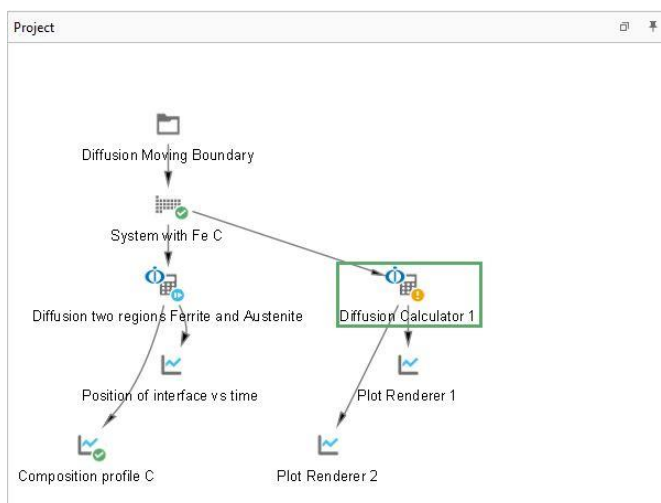 Project
Diffusion Moving Boundary
System with Fe C
Diffusion two regions Ferrite and Austenite
Diffusion Calculator 1
Position of interface vs time
Plot Renderer 1
Composition profile C
Plot Renderer 2